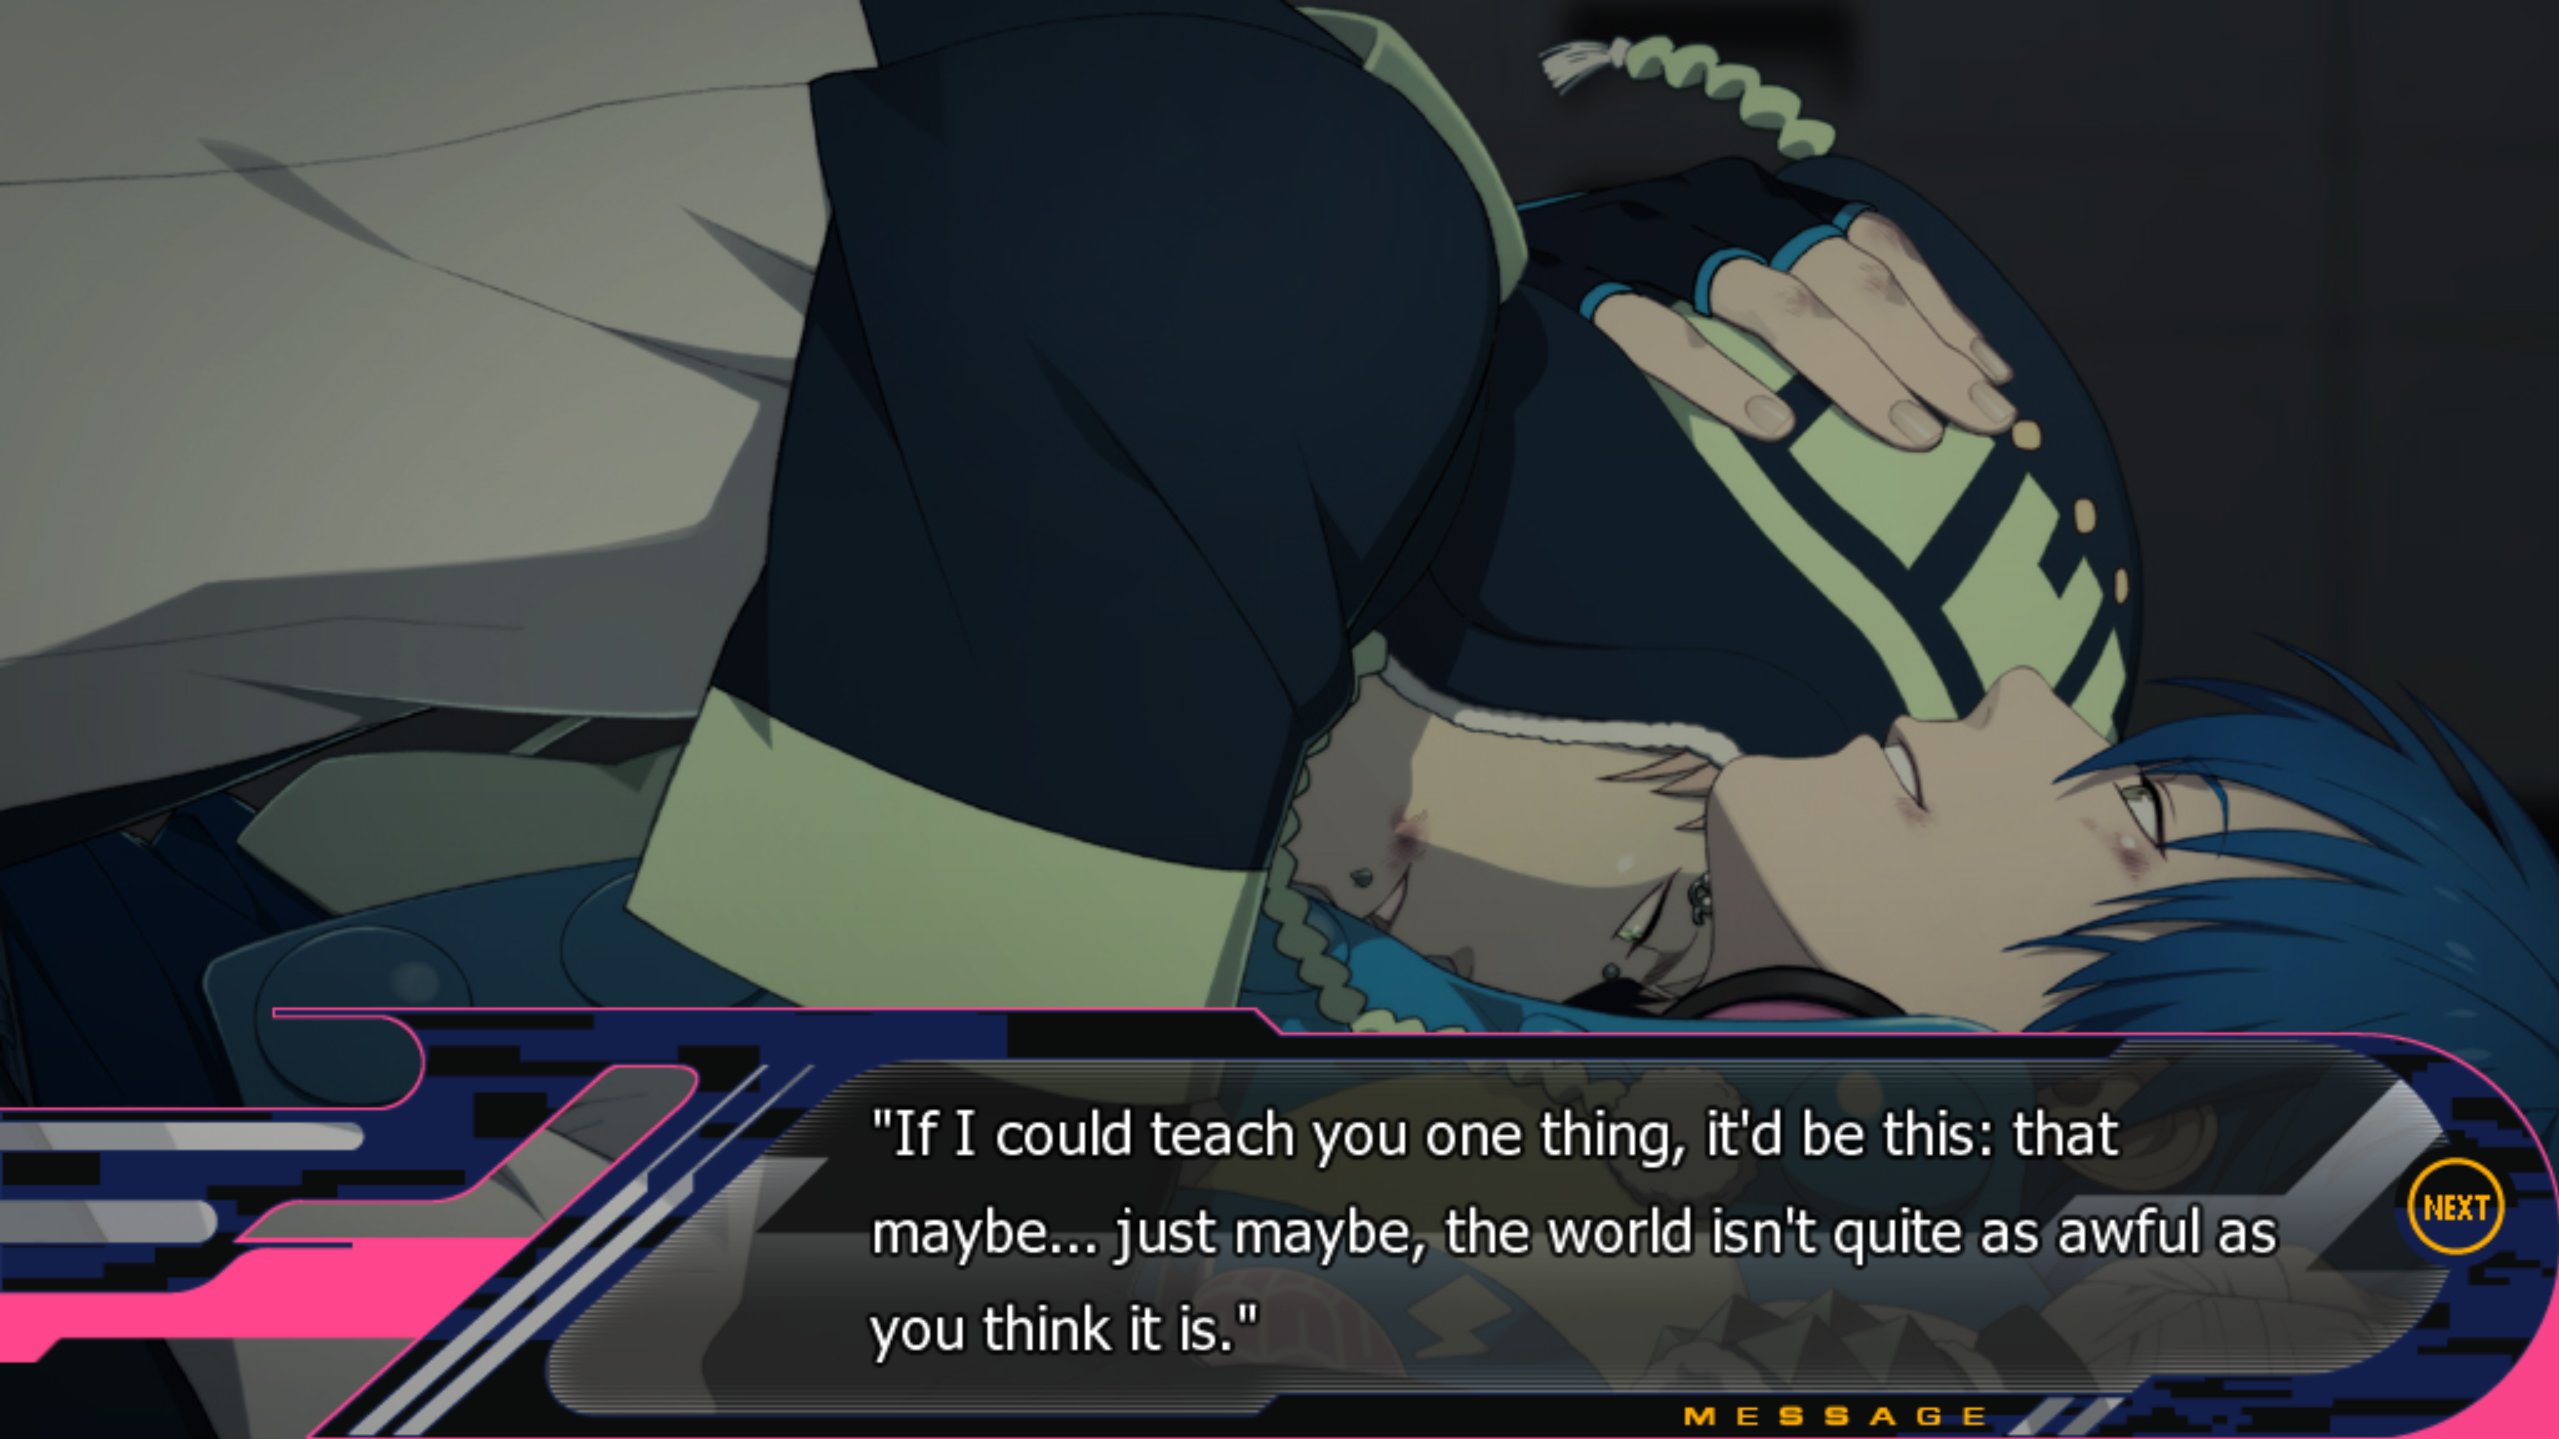 "If I could teach you one thing, it'd be this: that
maybe... just maybe, the world isn't quite as awful as
you think it is."
NEXT
MESSAGE